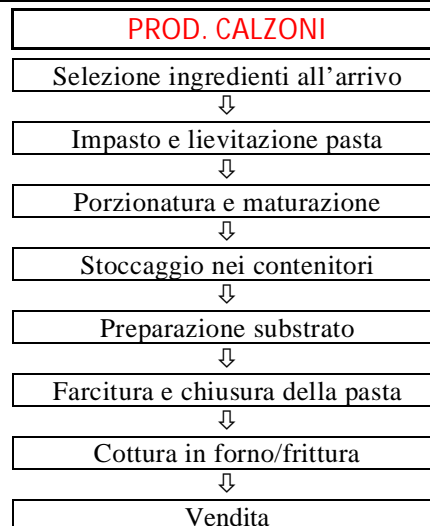 PROD. CALZONI
Selezione ingredienti all'arrivo
⇩
Impasto e lievitazione pasta
⇩
Porzionatura e maturazione
⇩
Stoccaggio nei contenitori
⇩
Preparazione substrato
⇩
Farcitura e chiusura della pasta
⇩
Cottura in forno/frittura
⇩
Vendita